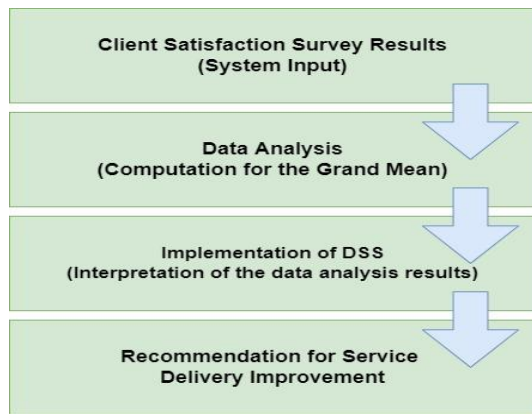 Client Satisfaction Survey Results
(System Input)
Data Analysis
(Computation for the Grand Mean)
Implementation of DSS
(Interpretation of the data analysis results)
Recommendation for Service
Delivery Improvement